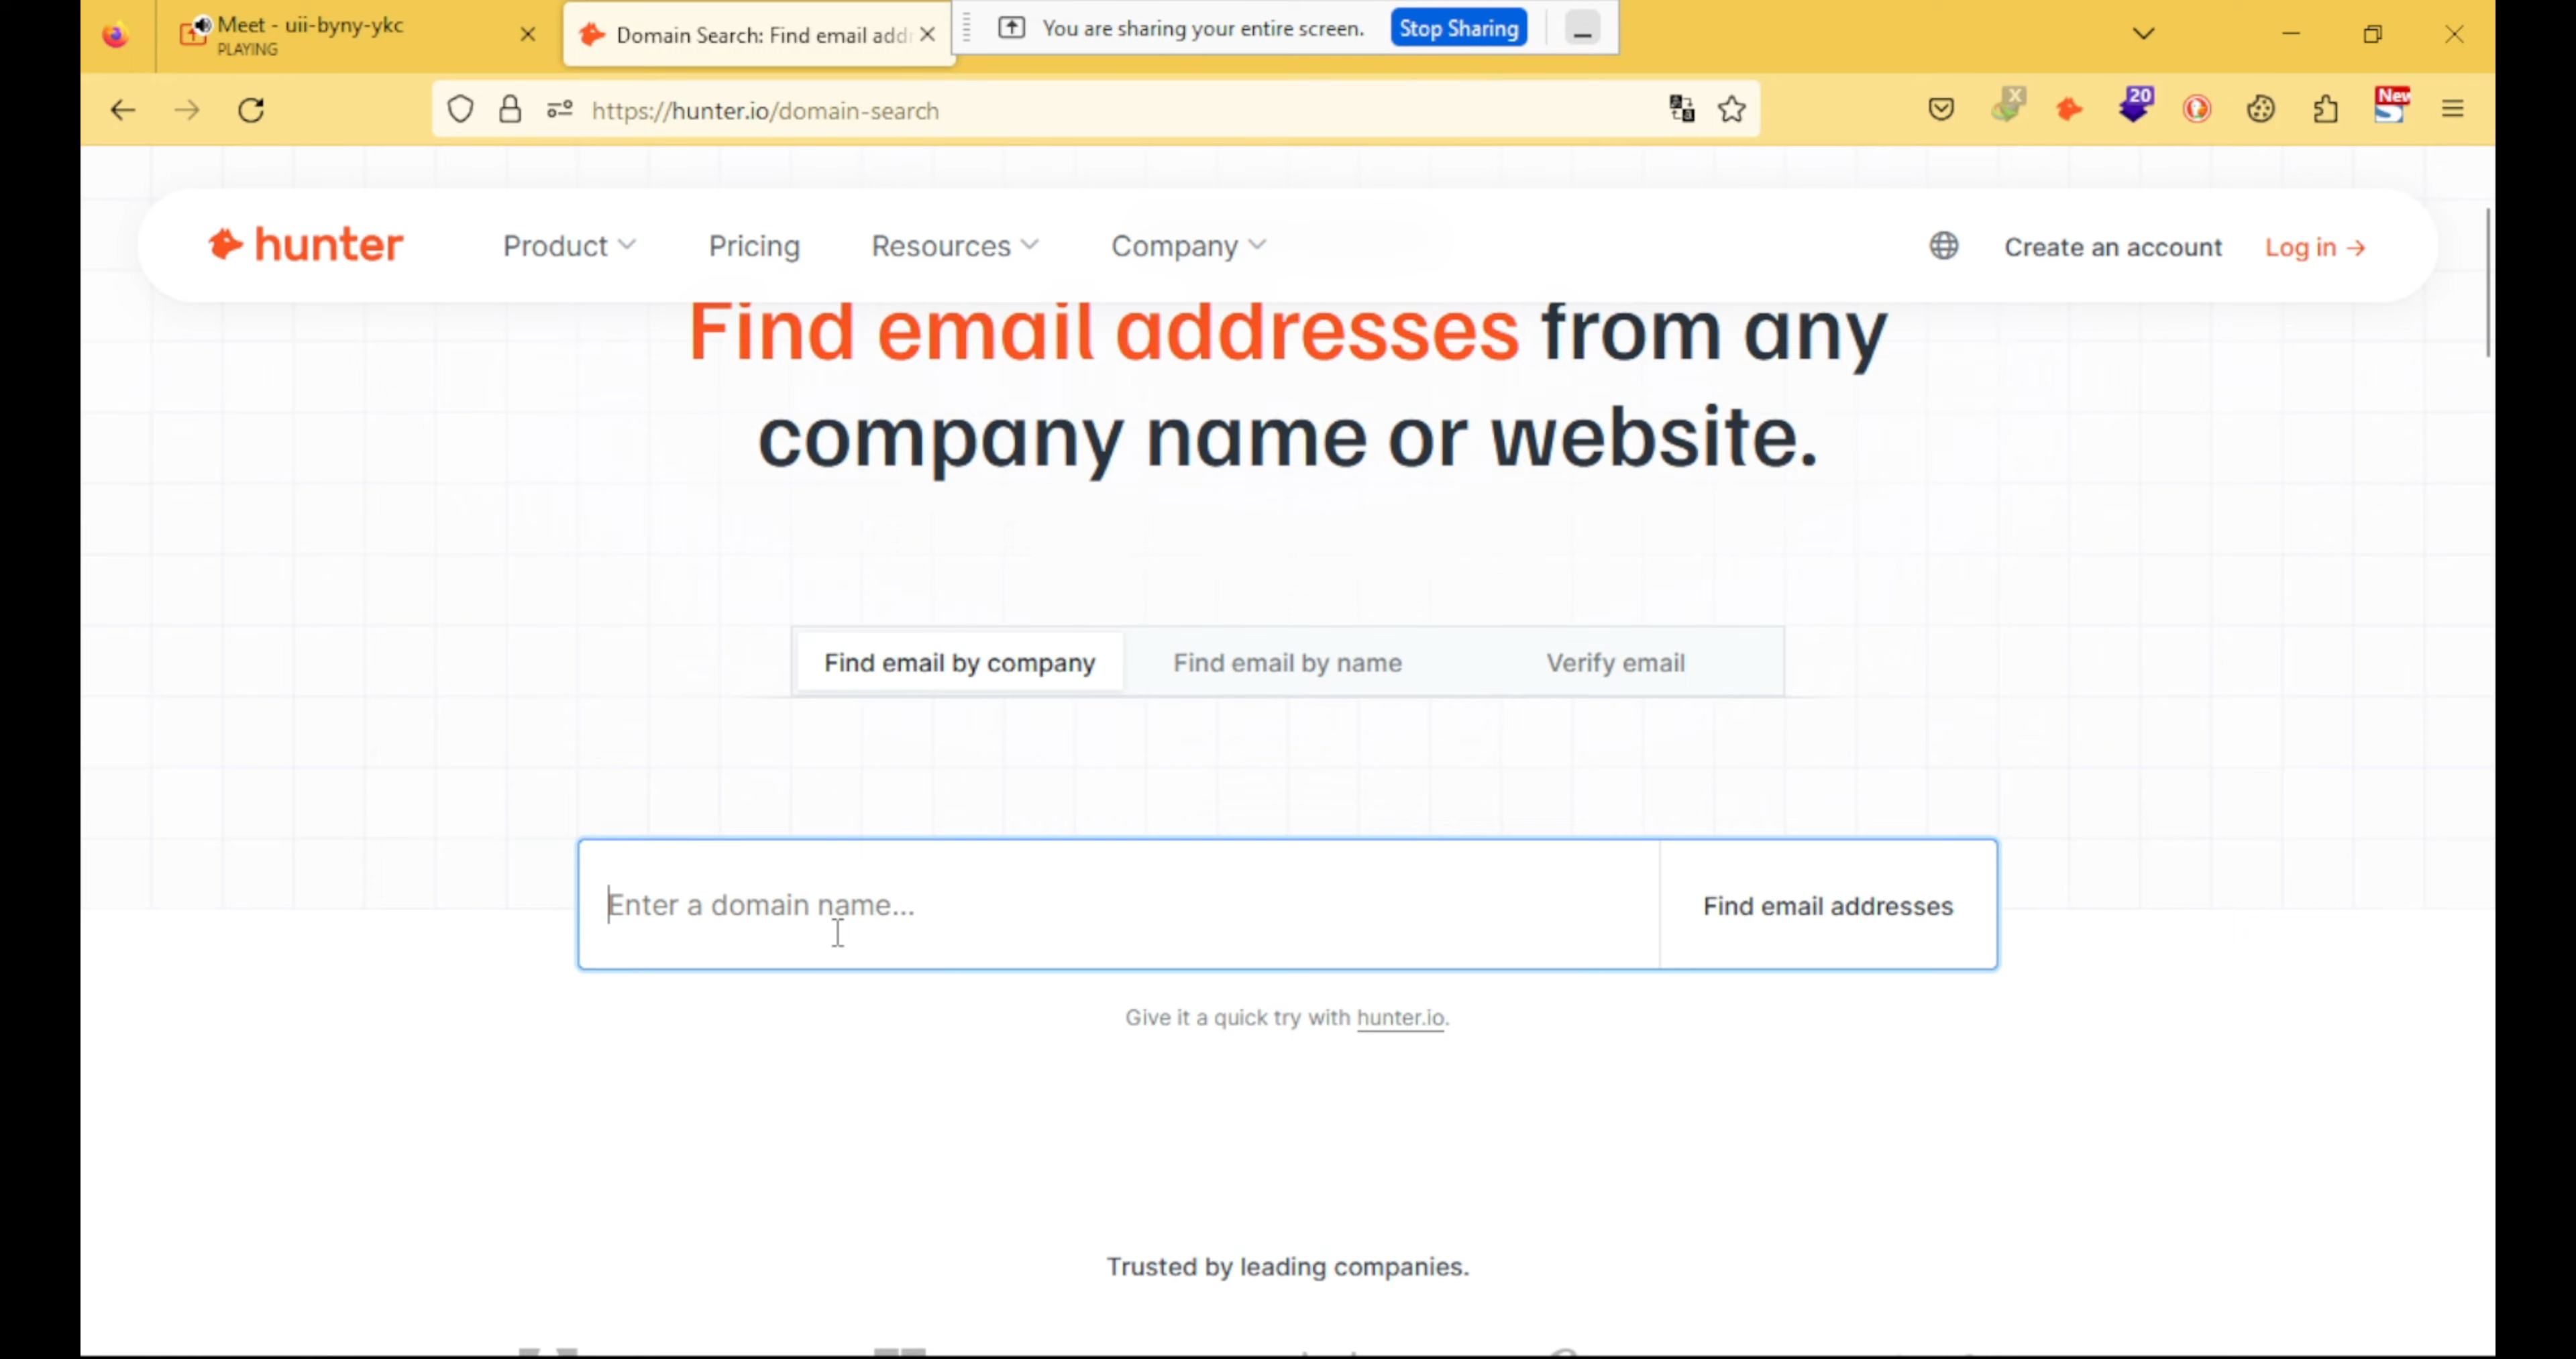 Meet - uii-byny-ykc
PLAYING
Domain Search: Find email add
You are sharing your entire screen.
Stop Sharing
https://hunter.io/domain-search
X
20
New
hunter
Product
Pricing
Resources
Company
Create an account
Log in →
Find email addresses from any
company name or website.
Find email by company
Find email by name
Verify email
Enter a domain name...
Find email addresses
Give it a quick try with hunter.io.
Trusted by leading companies.